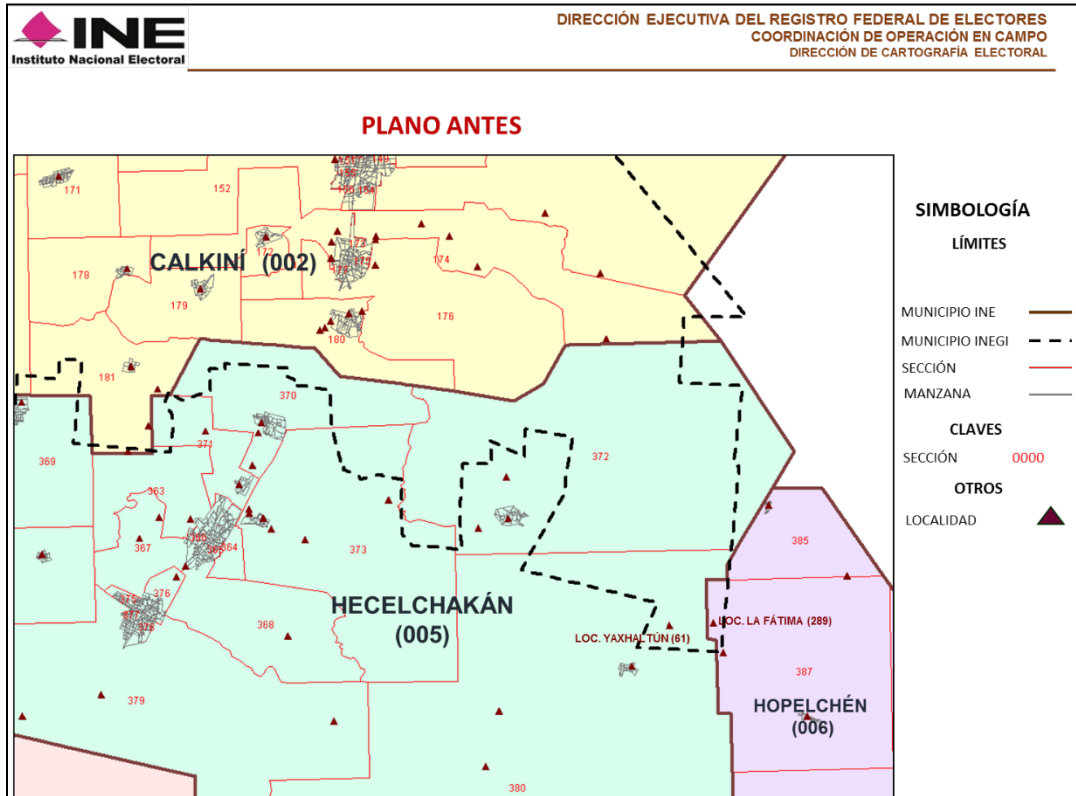 INE
Instituto Nacional Electoral
DIRECCIÓN EJECUTIVA DEL REGISTRO FEDERAL DE ELECTORES
COORDINACIÓN DE OPERACIÓN EN CAMPO
DIRECCIÓN DE CARTOGRAFÍA ELECTORAL
PLANO ANTES
171
152
172
174
178
CALKINÍ (002)
179
176
180
181
370
369
371
372
363
364
367
373
376
385
HECELCHAKÁN
(005)
368
LOC. YAXHALTÚN (61)
LOC. LA FÁTIMA (289)
387
379
HOPELCHÉN
(006)
380
SIMBOLOGÍA
LÍMITES
MUNICIPIO INE
MUNICIPIO INEGI
SECCIÓN
MANZANA
CLAVES
SECCIÓN 0000
OTROS
LOCALIDAD